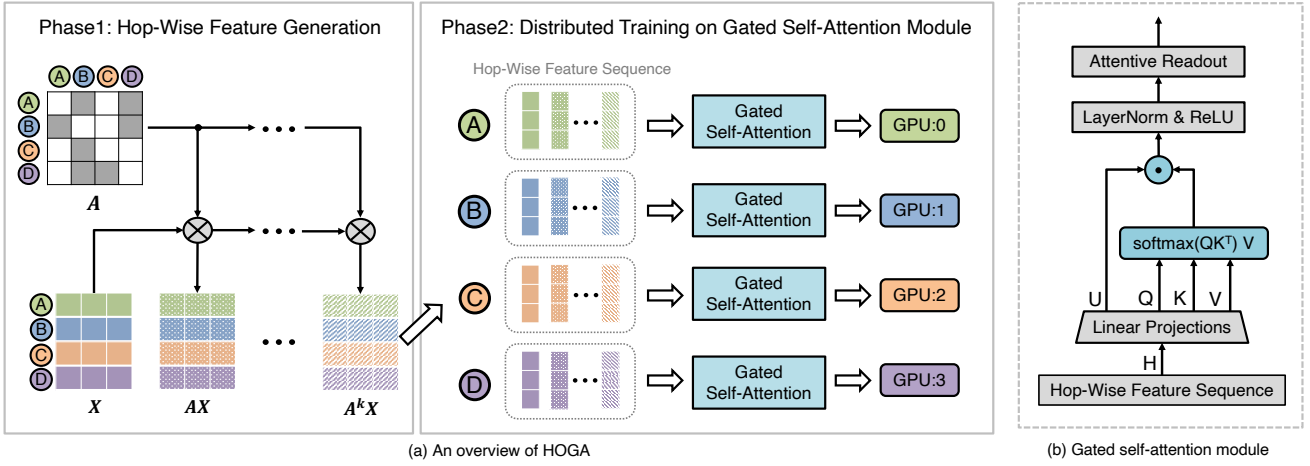 Phase1: Hop-Wise Feature Generation
A B C D
A
B
C
D
A
A
B
C
D
X
AX
AᵏX
Phase2: Distributed Training on Gated Self-Attention Module
Hop-Wise Feature Sequence
A
Gated
Self-Attention
GPU:0
B
Gated
Self-Attention
GPU:1
C
Gated
Self-Attention
GPU:2
D
Gated
Self-Attention
GPU:3
(a) An overview of HOGA
Attentive Readout
LayerNorm & ReLU
softmax(QKᵀ) V
U Q K V
Linear Projections
H
Hop-Wise Feature Sequence
(b) Gated self-attention module